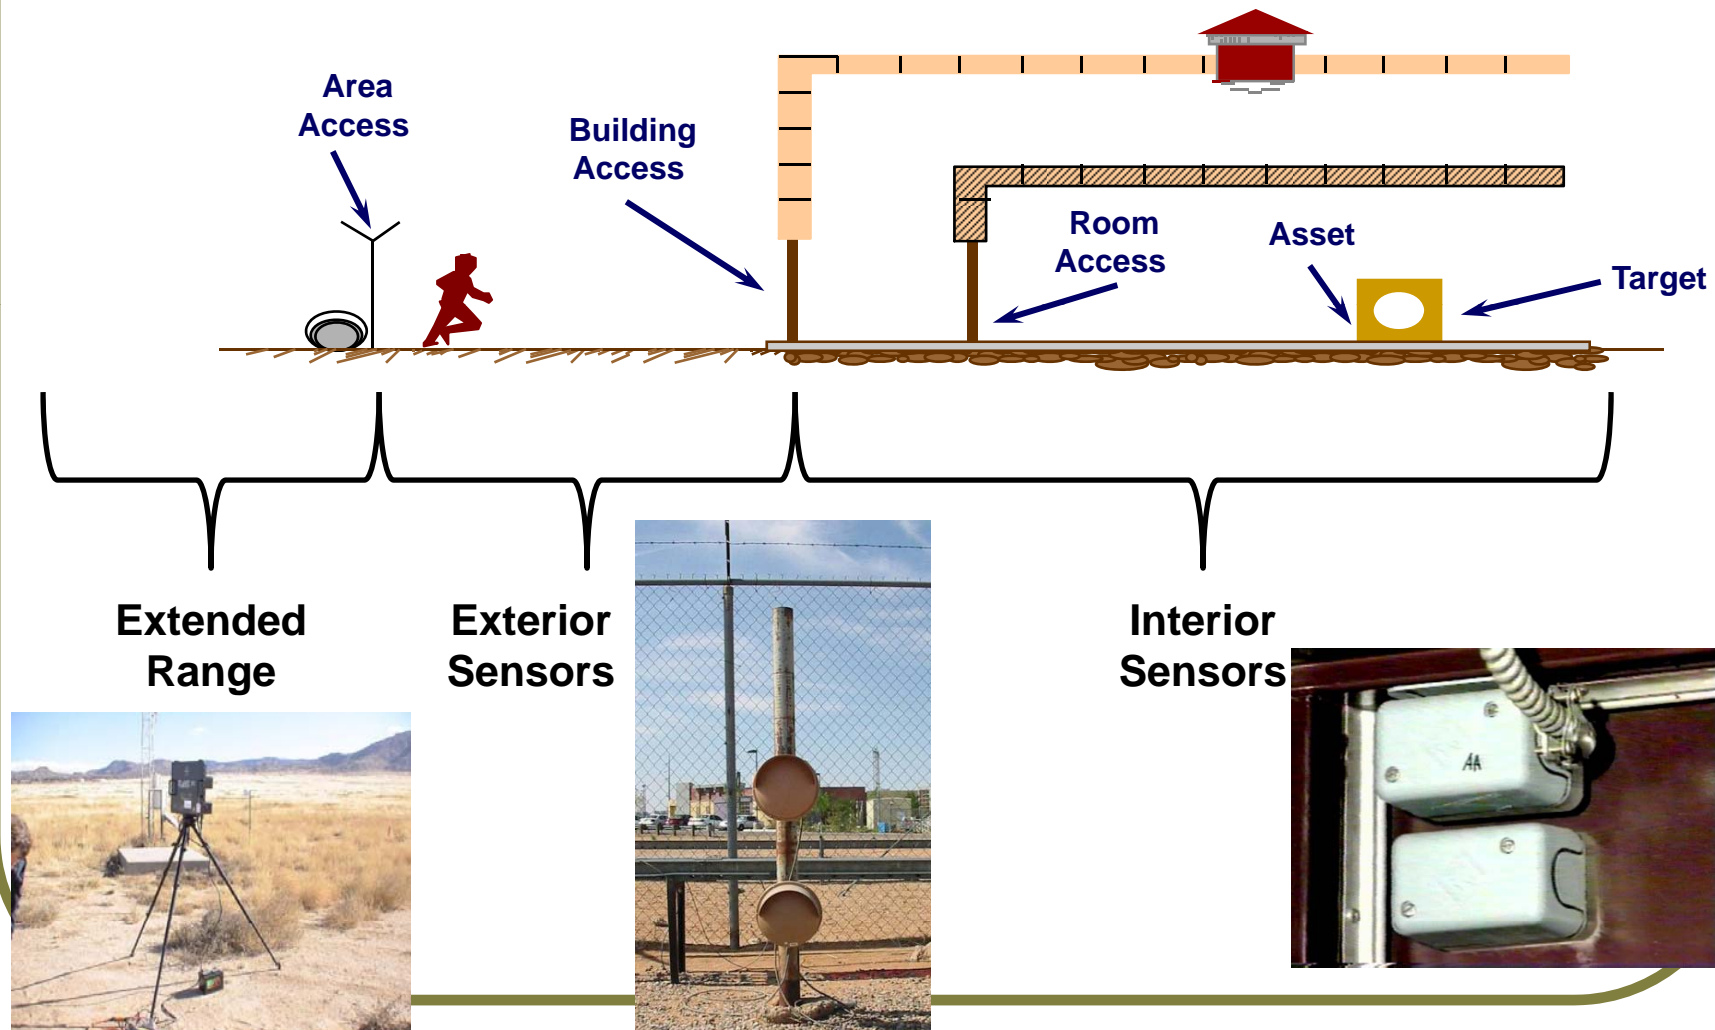 Area
Access
Building
Access
Room
Access
Asset
Target
Extended
Range
Exterior
Sensors
Interior
Sensors
AA